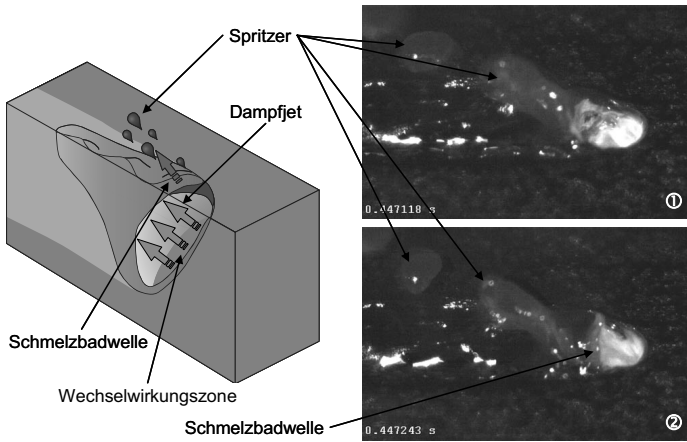 Spritzer
Dampfjet
Schmelzbadwelle
Wechselwirkungszone
Schmelzbadwelle
0.447118 s
①
0.447243 s
②